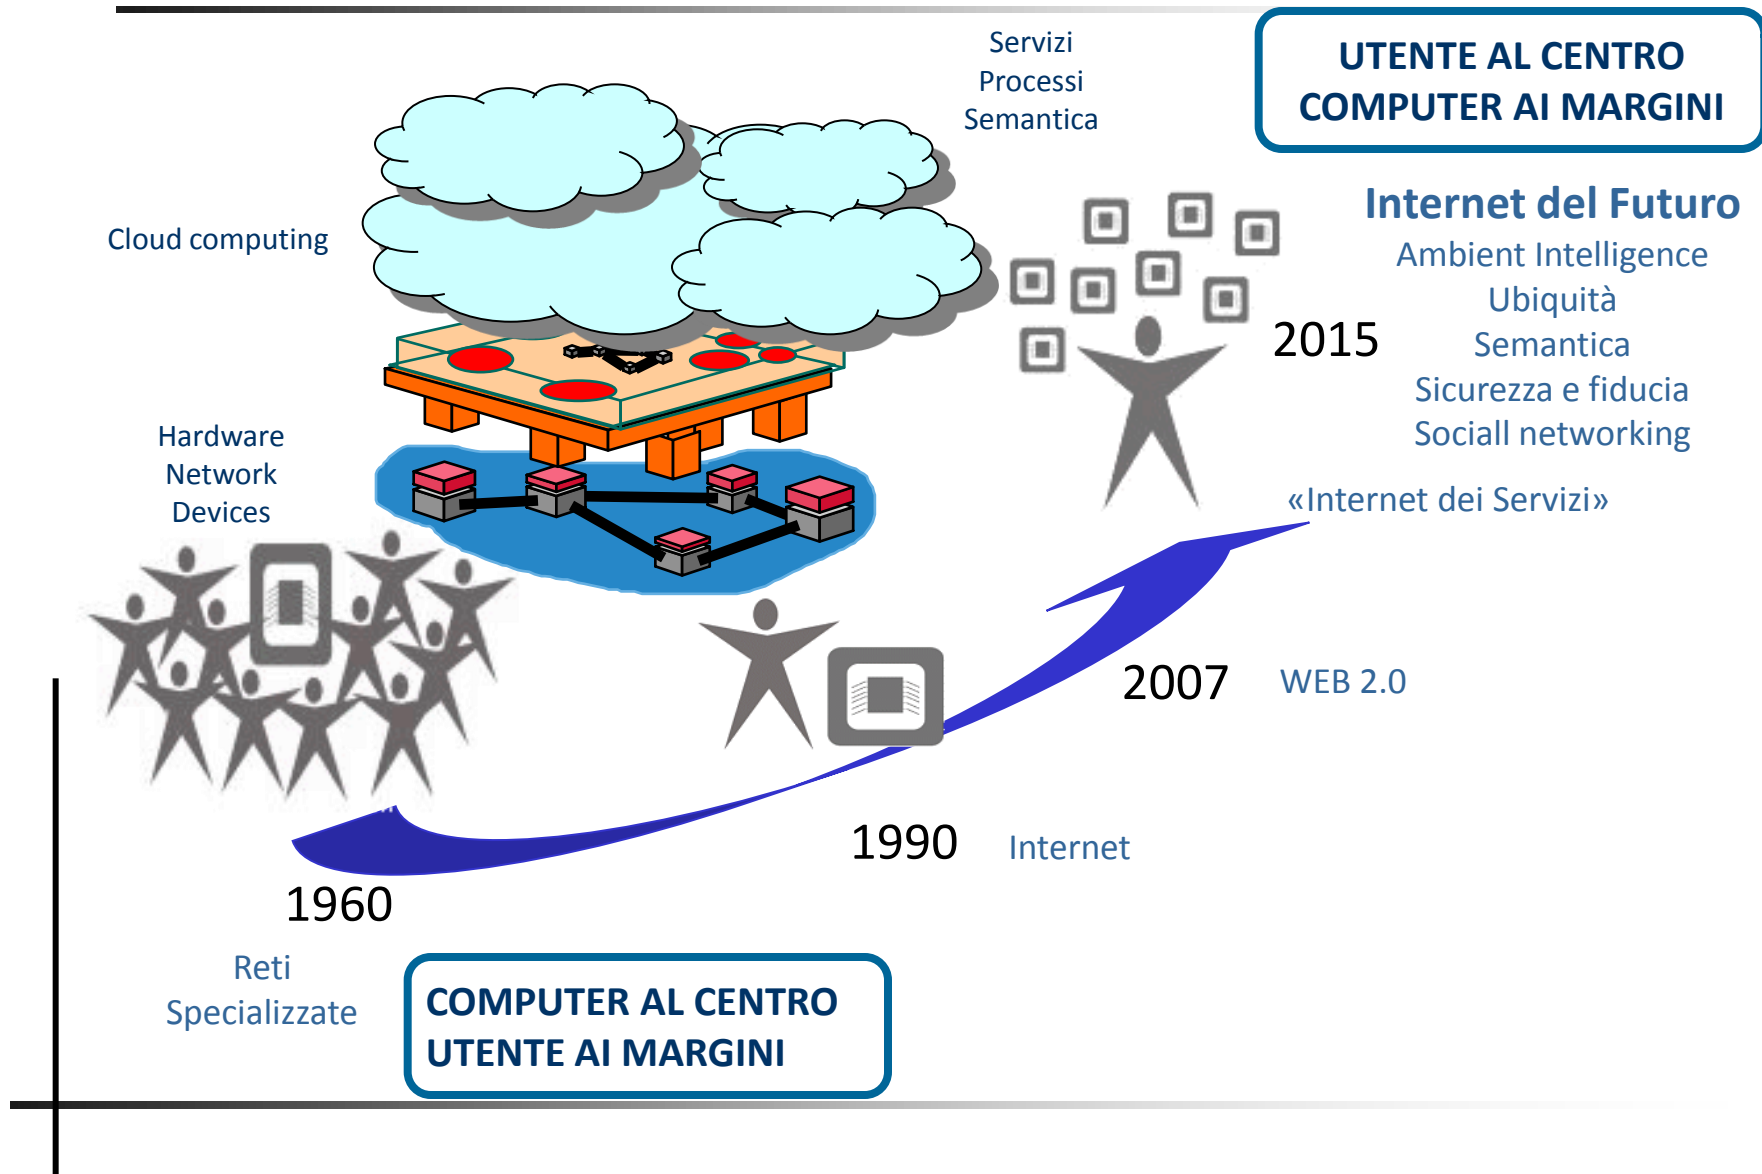 Servizi
Processi
Semantica
UTENTE AL CENTRO
COMPUTER AI MARGINI
Cloud computing
Internet del Futuro
Ambient Intelligence
Ubiquità
Semantica
Sicurezza e fiducia
Sociall networking
2015
«Internet dei Servizi»
Hardware
Network
Devices
2007
WEB 2.0
1990
Internet
1960
Reti
Specializzate
COMPUTER AL CENTRO
UTENTE AI MARGINI